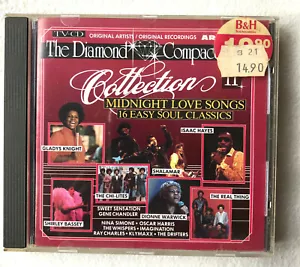 TV-CD
ORIGINAL ARTISTS/ORIGINAL RECORDINGS
The Diamond
Collection
MIDNIGHT LOVE SONGS
16 EASY SOUL CLASSICS
B&H
14.90
GLADYS KNIGHT
ISAAC HAYES
THE CHI-LITES
SHALAMAR
SHIRLEY BASSEY
SWEET SENSATION
GENE CHANDLER
DIONNE WARWICK
THE REAL THING
NINA SIMONE • OSCAR HARRIS
THE WHISPERS • IMAGINATION
RAY CHARLES • KLYMAXX • THE DRIFTERS